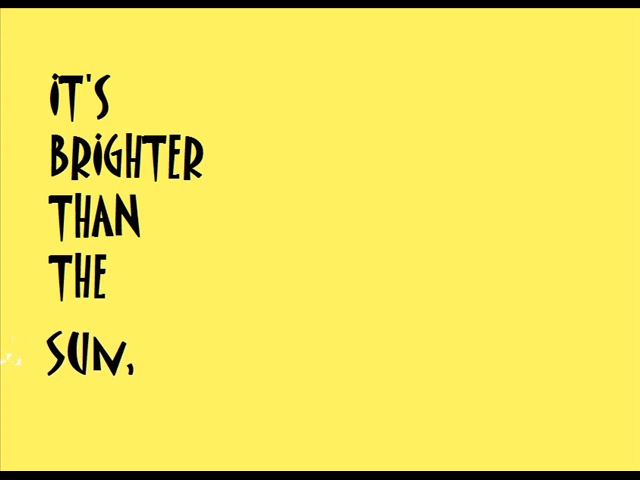 iT'S
BRiGHTER
THAN
THE
SUN,